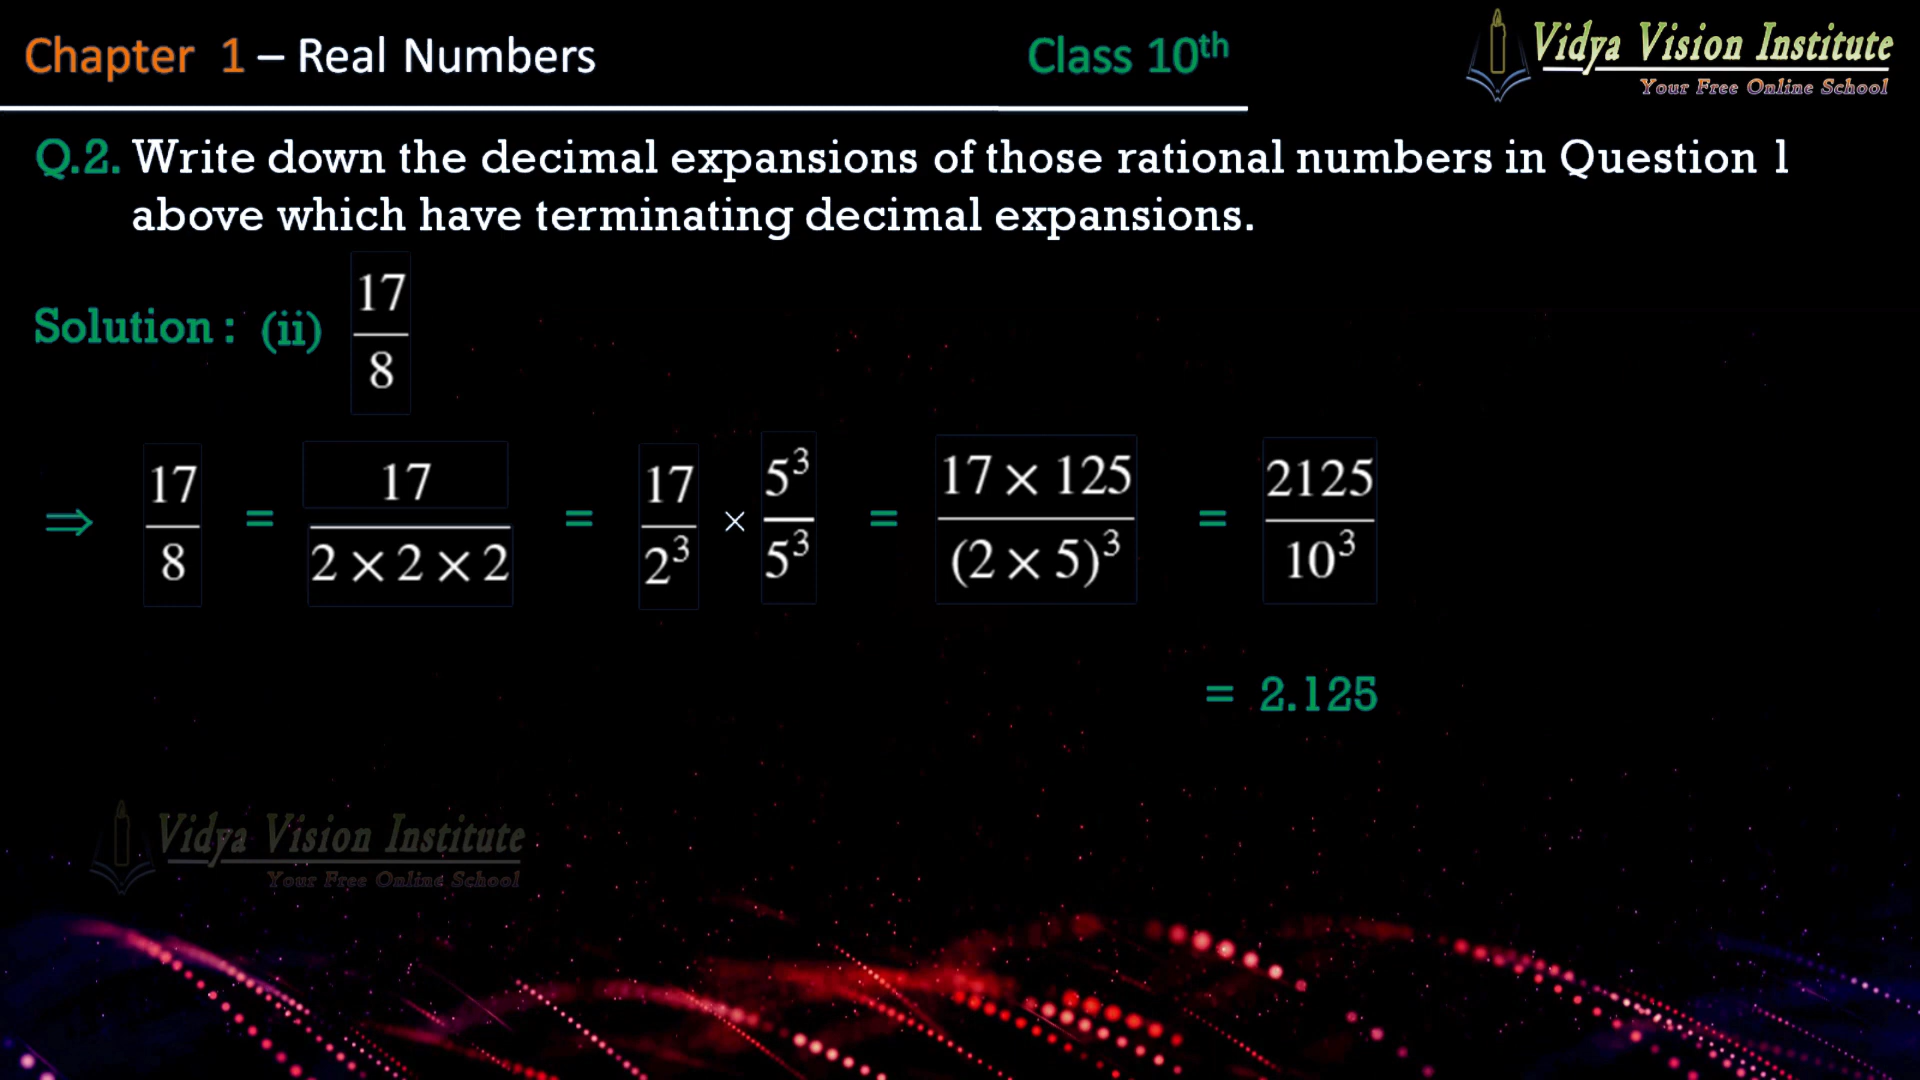 Chapter 1 – Real Numbers
Class 10th
Vidya Vision Institute
Your Free Online School
Q.2. Write down the decimal expansions of those rational numbers in Question 1
above which have terminating decimal expansions.
Solution : (ii) 17/8
⇒ 17/8 = 17/(2 × 2 × 2) = 17/2³ × 5³/5³ = (17 × 125)/(2 × 5)³ = 2125/10³
= 2.125
Vidya Vision Institute
Your Free Online School